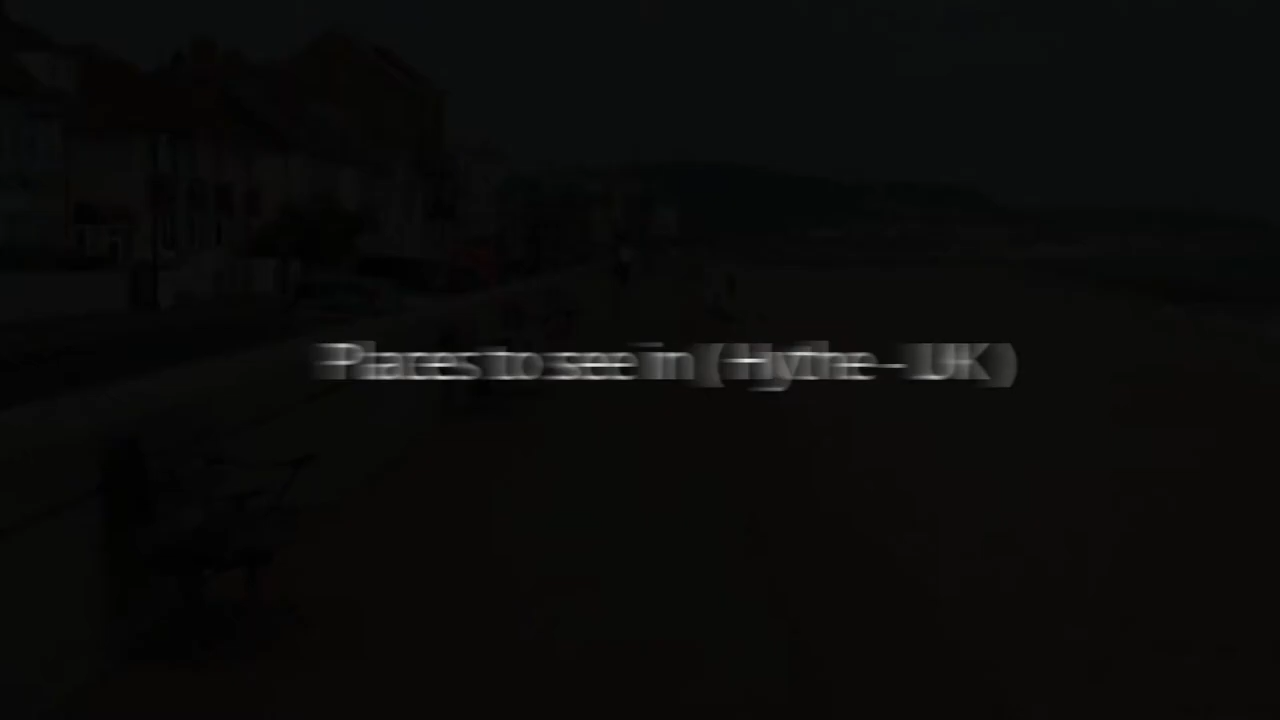 Places to see in ( Hythe - UK )